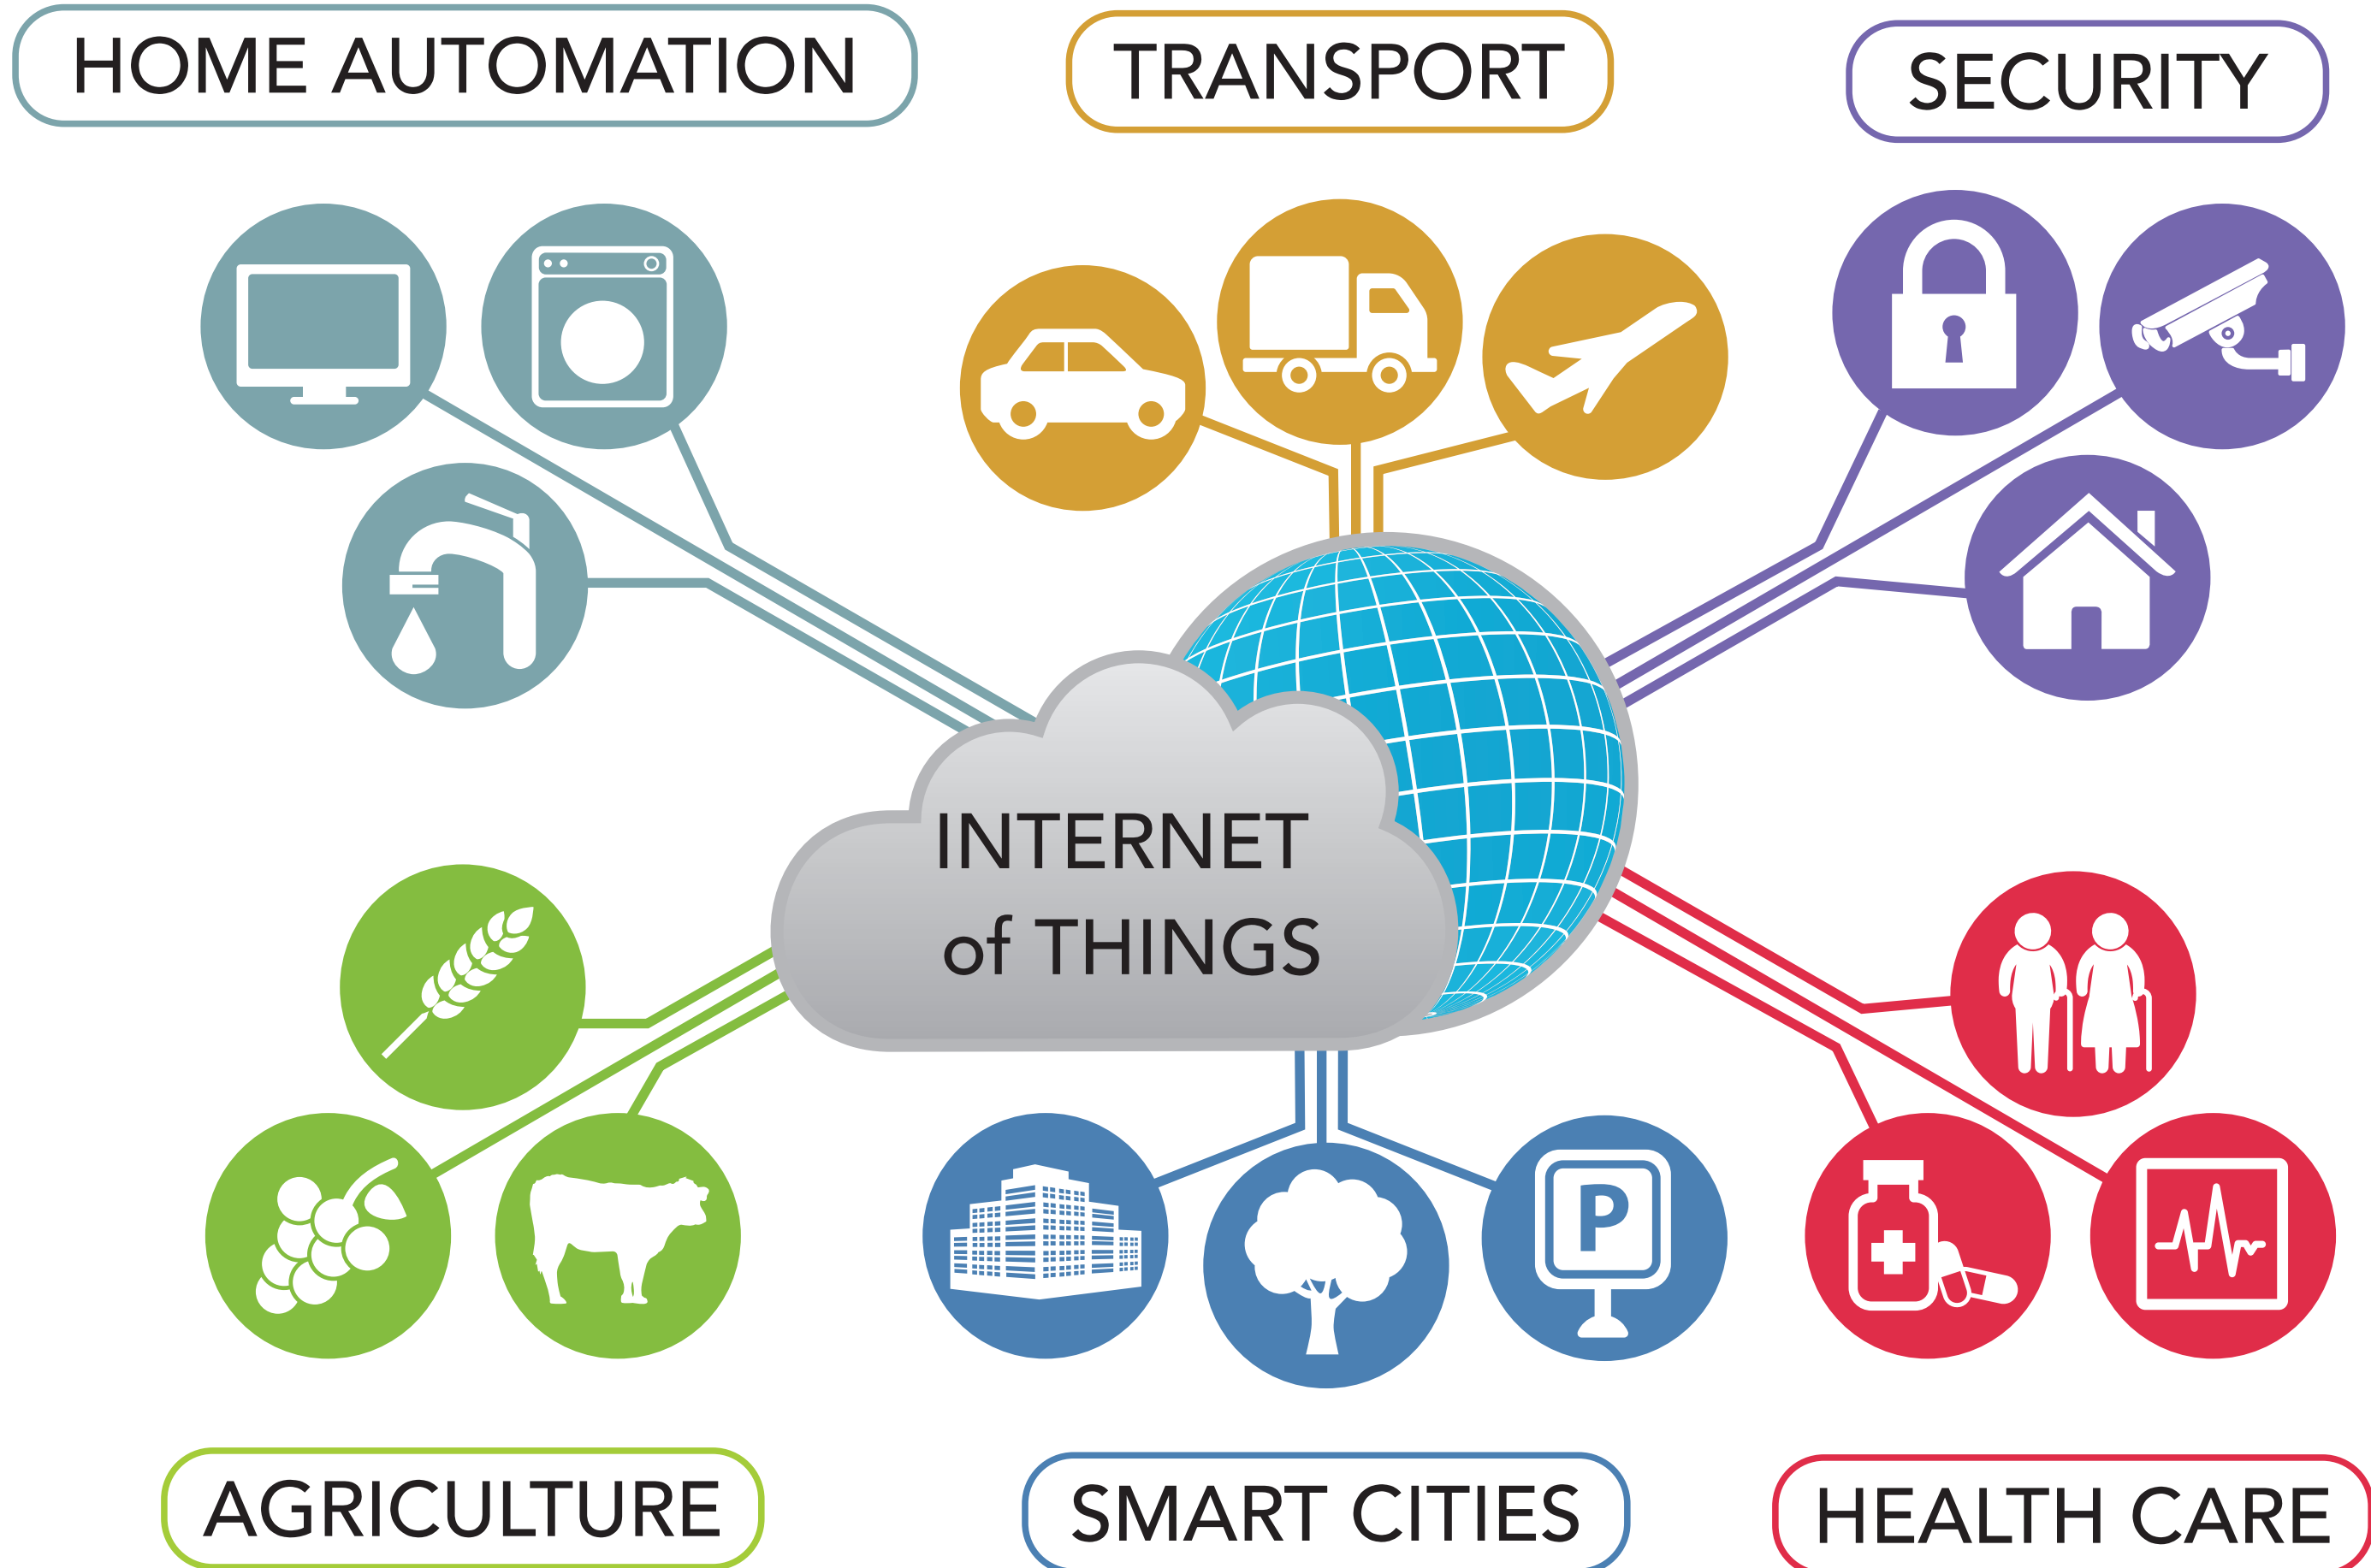 HOME AUTOMATION
TRANSPORT
SECURITY
INTERNET
of THINGS
P
AGRICULTURE
SMART CITIES
HEALTH CARE